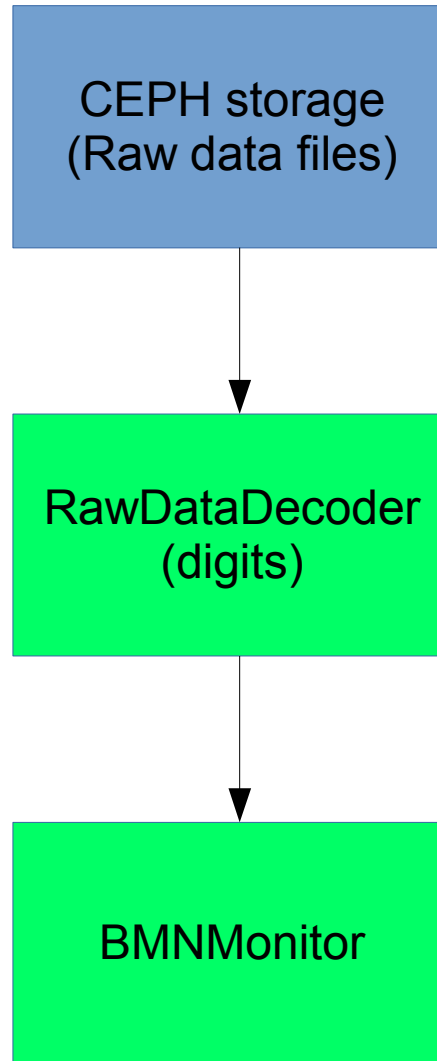 CEPH storage
(Raw data files)
RawDataDecoder
(digits)
BMNMonitor